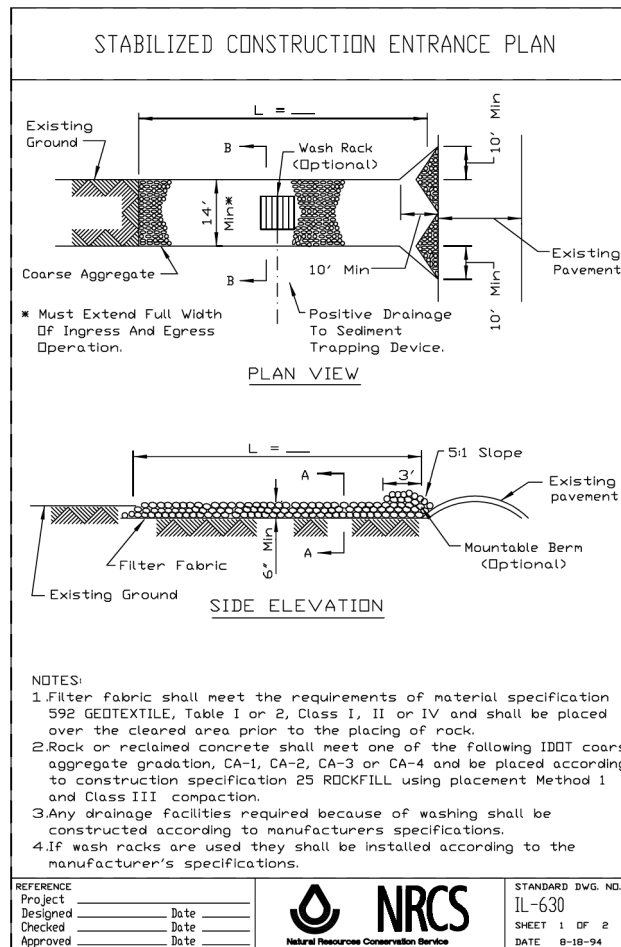 STABILIZED CONSTRUCTION ENTRANCE PLAN
L = ___
Existing
Ground
B
Wash Rack
(Optional)
10' Min
14'
Min*
Coarse Aggregate
B
10' Min
Existing
Pavement
10' Min
* Must Extend Full Width
Of Ingress And Egress
Operation.
Positive Drainage
To Sediment
Trapping Device.
PLAN VIEW
L = ___
A
3'
5:1 Slope
Existing
pavement
Filter Fabric
6" Min
A
Mountable Berm
(Optional)
Existing Ground
SIDE ELEVATION
NOTES:
1.Filter fabric shall meet the requirements of material specification
592 GEOTEXTILE, Table I or 2, Class I, II or IV and shall be placed
over the cleared area prior to the placing of rock.
2.Rock or reclaimed concrete shall meet one of the following IDOT coars
aggregate gradation, CA-1, CA-2, CA-3 or CA-4 and be placed according
to construction specification 25 ROCKFILL using placement Method 1
and Class III compaction.
3.Any drainage facilities required because of washing shall be
constructed according to manufacturers specifications.
4.If wash racks are used they shall be installed according to the
manufacturer's specifications.
REFERENCE
Project
Designed Date
Checked Date
Approved Date
NRCS
Natural Resources Conservation Service
STANDARD DWG. NO.
IL-630
SHEET 1 OF 2
DATE 8-18-94